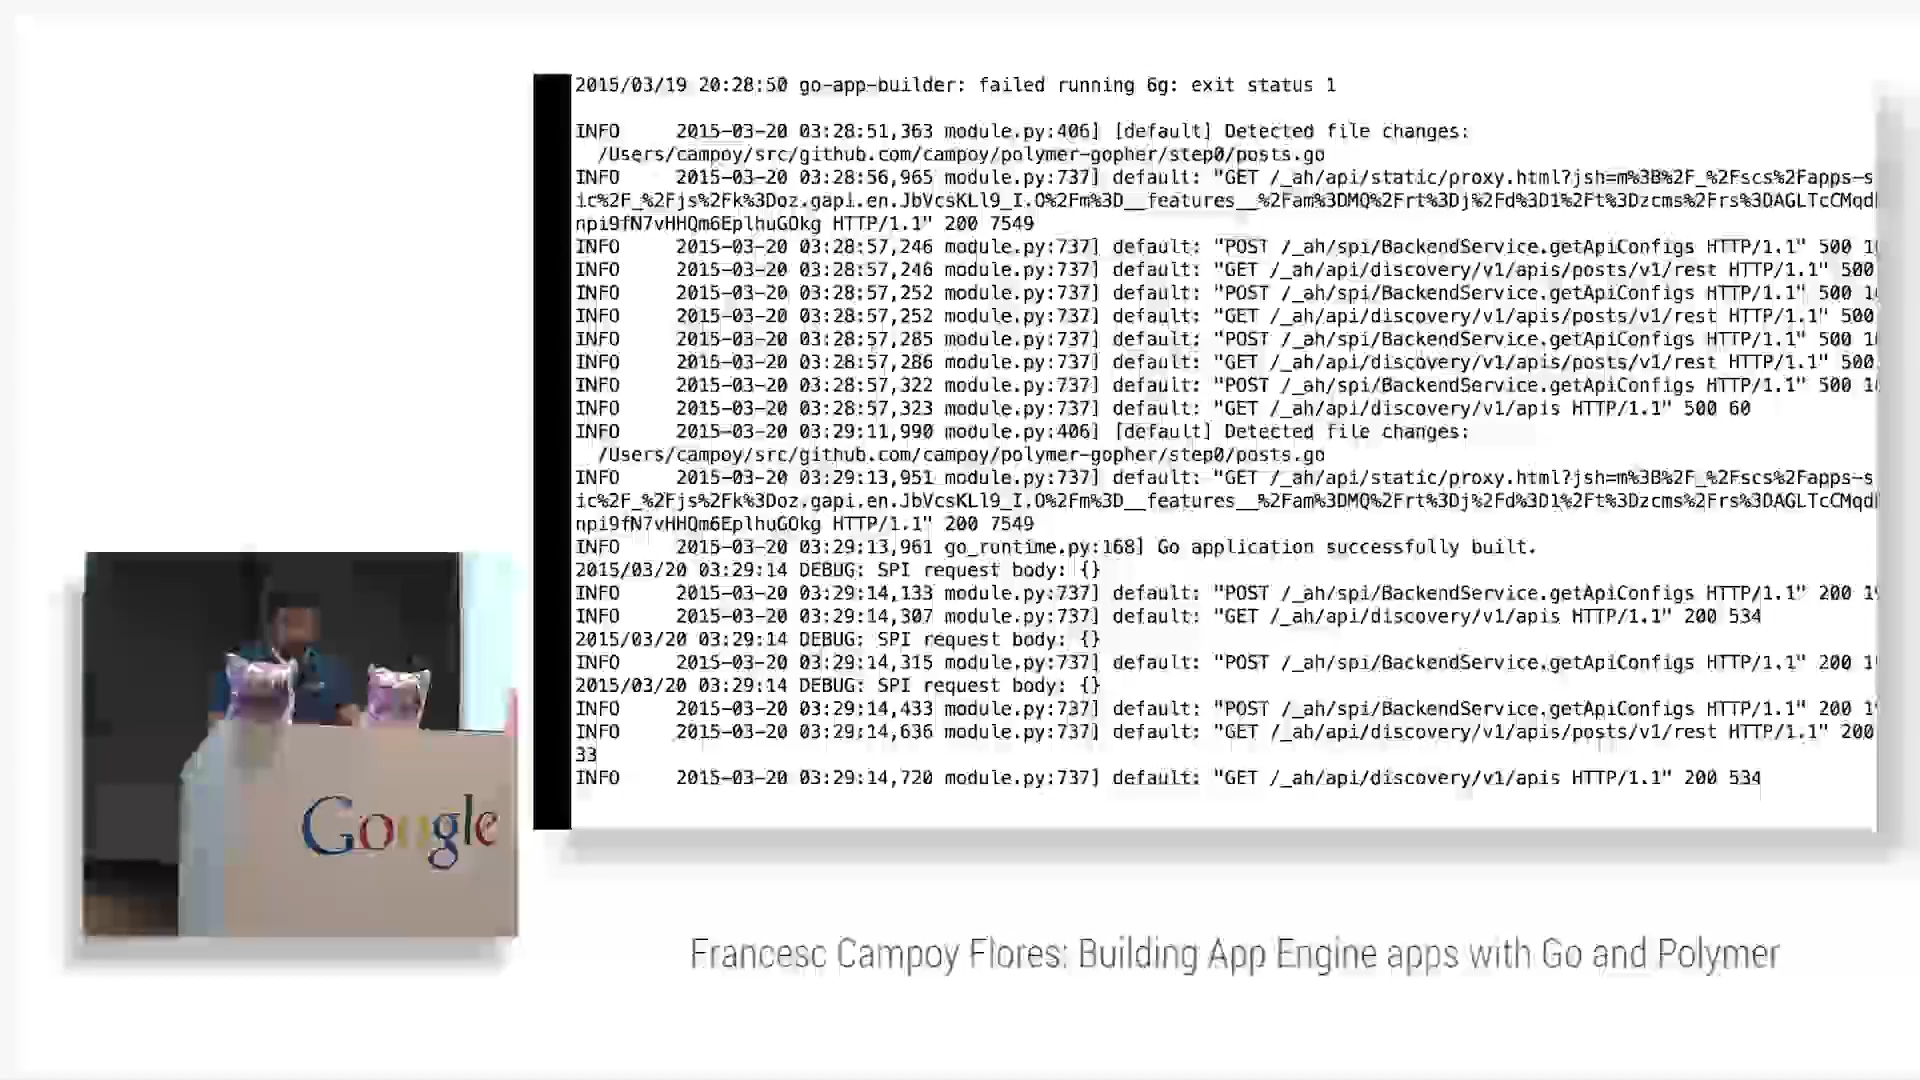 2015/03/19 20:28:50 go-app-builder: failed running 6g: exit status 1
INFO 2015-03-20 03:28:51,363 module.py:406] [default] Detected file changes:
/Users/campoy/src/github.com/campoy/polymer-gopher/step0/posts.go
INFO 2015-03-20 03:28:56,965 module.py:737] default: "GET /_ah/api/static/proxy.html?jsh=m%3B%2F_%2Fscs%2Fapps-s
ic%2F_%2Fjs%2Fk%3Doz.gapi.en.JbVcsKLl9_I.O%2Fm%3D__features__%2Fam%3DMQ%2Frt%3Dj%2Fd%3D1%2Ft%3Dzcms%2Frs%3DAGLTcCMqd
npi9fN7vHHQm6EplhuGOkg HTTP/1.1" 200 7549
INFO 2015-03-20 03:28:57,246 module.py:737] default: "POST /_ah/spi/BackendService.getApiConfigs HTTP/1.1" 500
INFO 2015-03-20 03:28:57,246 module.py:737] default: "GET /_ah/api/discovery/v1/apis/posts/v1/rest HTTP/1.1" 500
INFO 2015-03-20 03:28:57,252 module.py:737] default: "POST /_ah/spi/BackendService.getApiConfigs HTTP/1.1" 500
INFO 2015-03-20 03:28:57,252 module.py:737] default: "GET /_ah/api/discovery/v1/apis/posts/v1/rest HTTP/1.1" 500
INFO 2015-03-20 03:28:57,285 module.py:737] default: "POST /_ah/spi/BackendService.getApiConfigs HTTP/1.1" 500
INFO 2015-03-20 03:28:57,286 module.py:737] default: "GET /_ah/api/discovery/v1/apis/posts/v1/rest HTTP/1.1" 500
INFO 2015-03-20 03:28:57,322 module.py:737] default: "POST /_ah/spi/BackendService.getApiConfigs HTTP/1.1" 500
INFO 2015-03-20 03:28:57,323 module.py:737] default: "GET /_ah/api/discovery/v1/apis HTTP/1.1" 500 60
INFO 2015-03-20 03:29:11,990 module.py:406] [default] Detected file changes:
/Users/campoy/src/github.com/campoy/polymer-gopher/step0/posts.go
INFO 2015-03-20 03:29:13,951 module.py:737] default: "GET /_ah/api/static/proxy.html?jsh=m%3B%2F_%2Fscs%2Fapps-s
ic%2F_%2Fjs%2Fk%3Doz.gapi.en.JbVcsKLl9_I.O%2Fm%3D__features__%2Fam%3DMQ%2Frt%3Dj%2Fd%3D1%2Ft%3Dzcms%2Frs%3DAGLTcCMqd
npi9fN7vHHQm6EplhuGOkg HTTP/1.1" 200 7549
INFO 2015-03-20 03:29:13,961 go_runtime.py:168] Go application successfully built.
2015/03/20 03:29:14 DEBUG: SPI request body: {}
INFO 2015-03-20 03:29:14,133 module.py:737] default: "POST /_ah/spi/BackendService.getApiConfigs HTTP/1.1" 200
INFO 2015-03-20 03:29:14,307 module.py:737] default: "GET /_ah/api/discovery/v1/apis HTTP/1.1" 200 534
2015/03/20 03:29:14 DEBUG: SPI request body: {}
INFO 2015-03-20 03:29:14,315 module.py:737] default: "POST /_ah/spi/BackendService.getApiConfigs HTTP/1.1" 200
2015/03/20 03:29:14 DEBUG: SPI request body: {}
INFO 2015-03-20 03:29:14,433 module.py:737] default: "POST /_ah/spi/BackendService.getApiConfigs HTTP/1.1" 200
INFO 2015-03-20 03:29:14,636 module.py:737] default: "GET /_ah/api/discovery/v1/apis/posts/v1/rest HTTP/1.1" 200
33
INFO 2015-03-20 03:29:14,720 module.py:737] default: "GET /_ah/api/discovery/v1/apis HTTP/1.1" 200 534
Google
Francesc Campoy Flores: Building App Engine apps with Go and Polymer